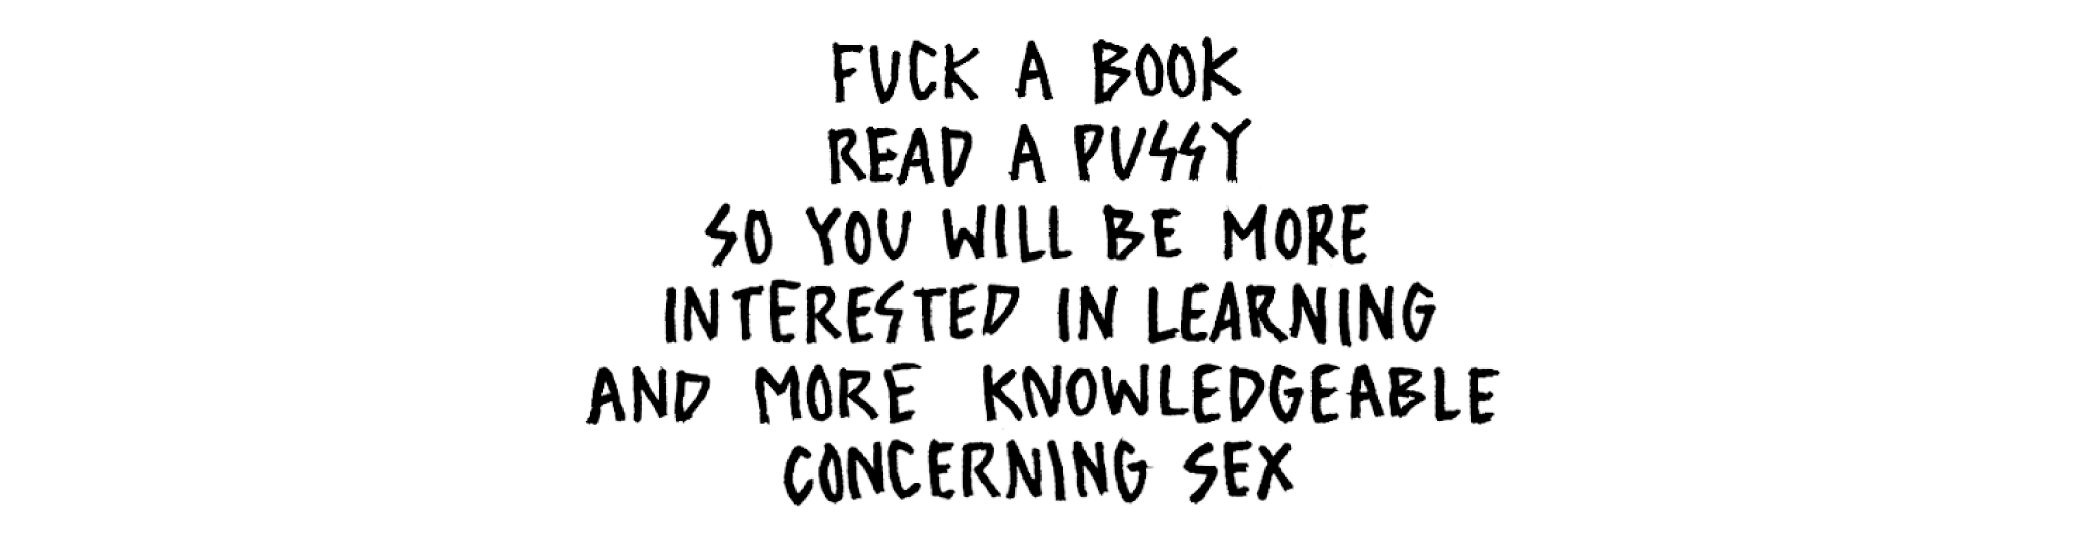 FUCK A BOOK
READ A PUSSY
SO YOU WILL BE MORE
INTERESTED IN LEARNING
AND MORE KNOWLEDGEABLE
CONCERNING SEX